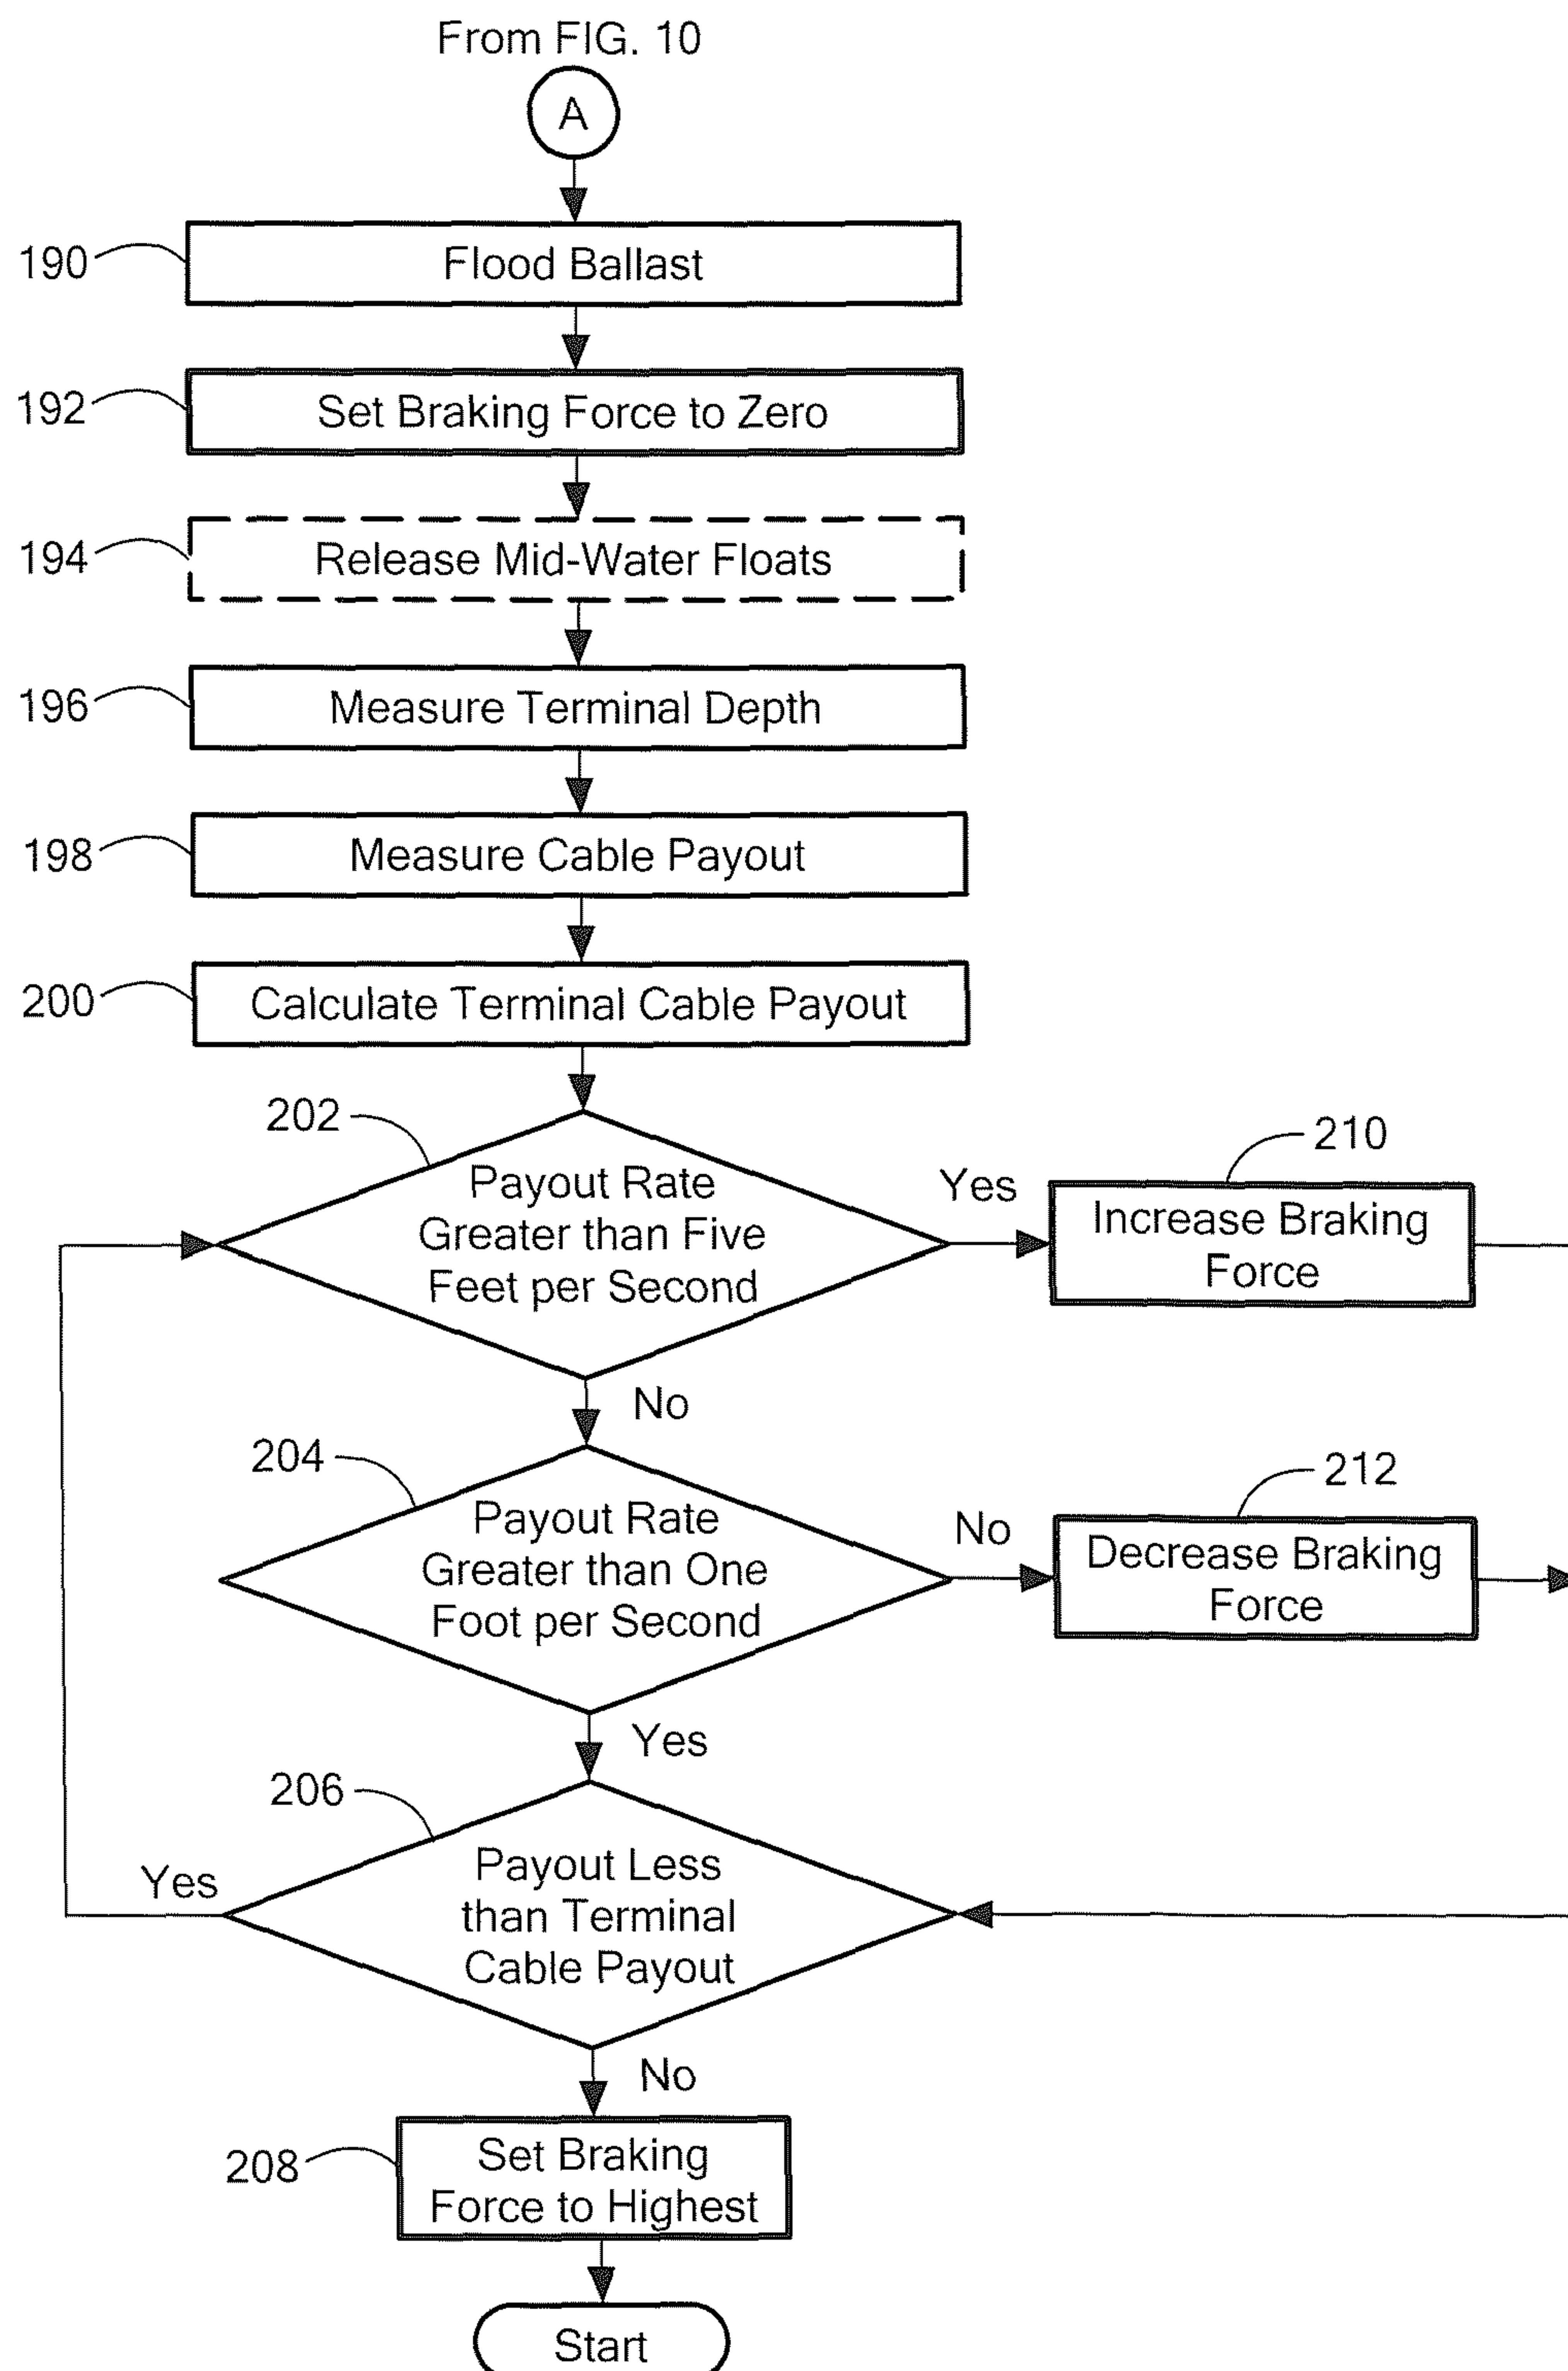 From FIG. 10
A
190
Flood Ballast
192
Set Braking Force to Zero
194
Release Mid-Water Floats
196
Measure Terminal Depth
198
Measure Cable Payout
200
Calculate Terminal Cable Payout
202
Payout Rate
Greater than Five
Feet per Second
Yes
210
Increase Braking
Force
No
204
Payout Rate
Greater than One
Foot per Second
No
212
Decrease Braking
Force
Yes
206
Payout Less
than Terminal
Cable Payout
Yes
No
208
Set Braking
Force to Highest
Start